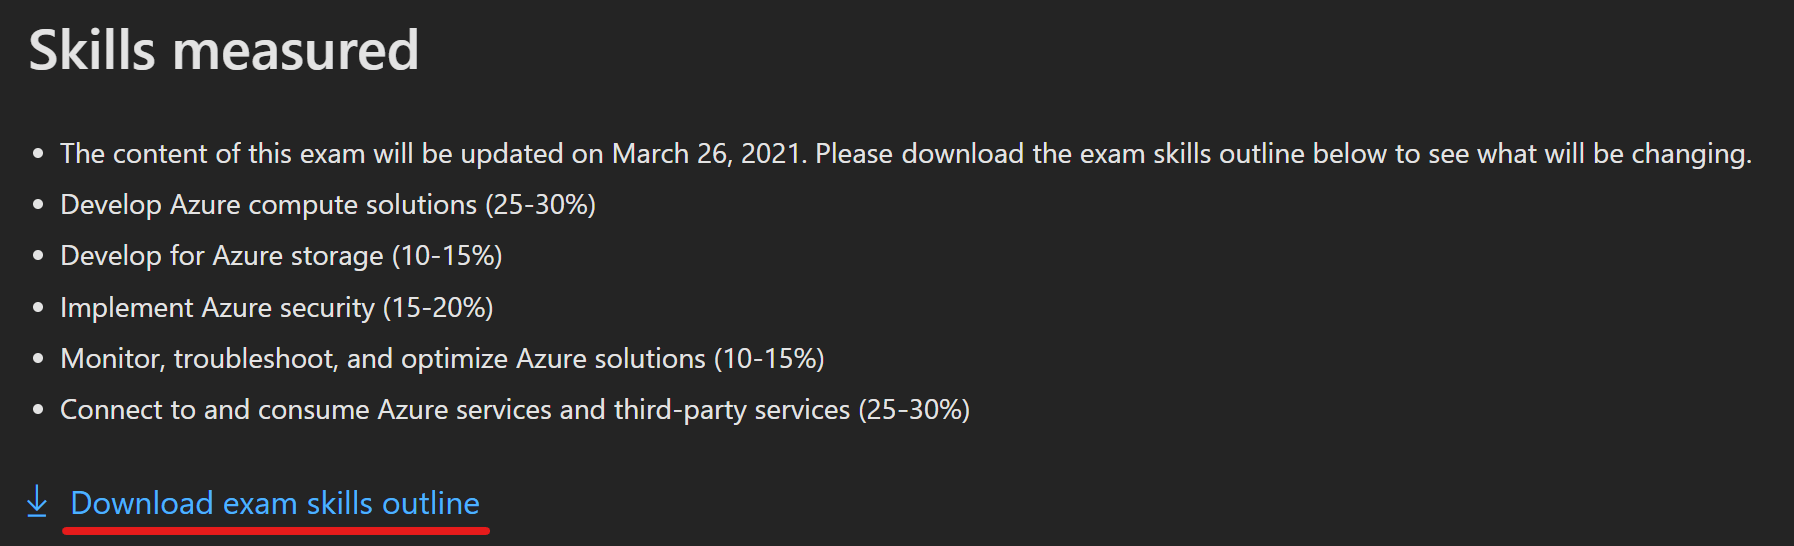 Skills measured
• The content of this exam will be updated on March 26, 2021. Please download the exam skills outline below to see what will be changing.
• Develop Azure compute solutions (25-30%)
• Develop for Azure storage (10-15%)
• Implement Azure security (15-20%)
• Monitor, troubleshoot, and optimize Azure solutions (10-15%)
• Connect to and consume Azure services and third-party services (25-30%)
Download exam skills outline